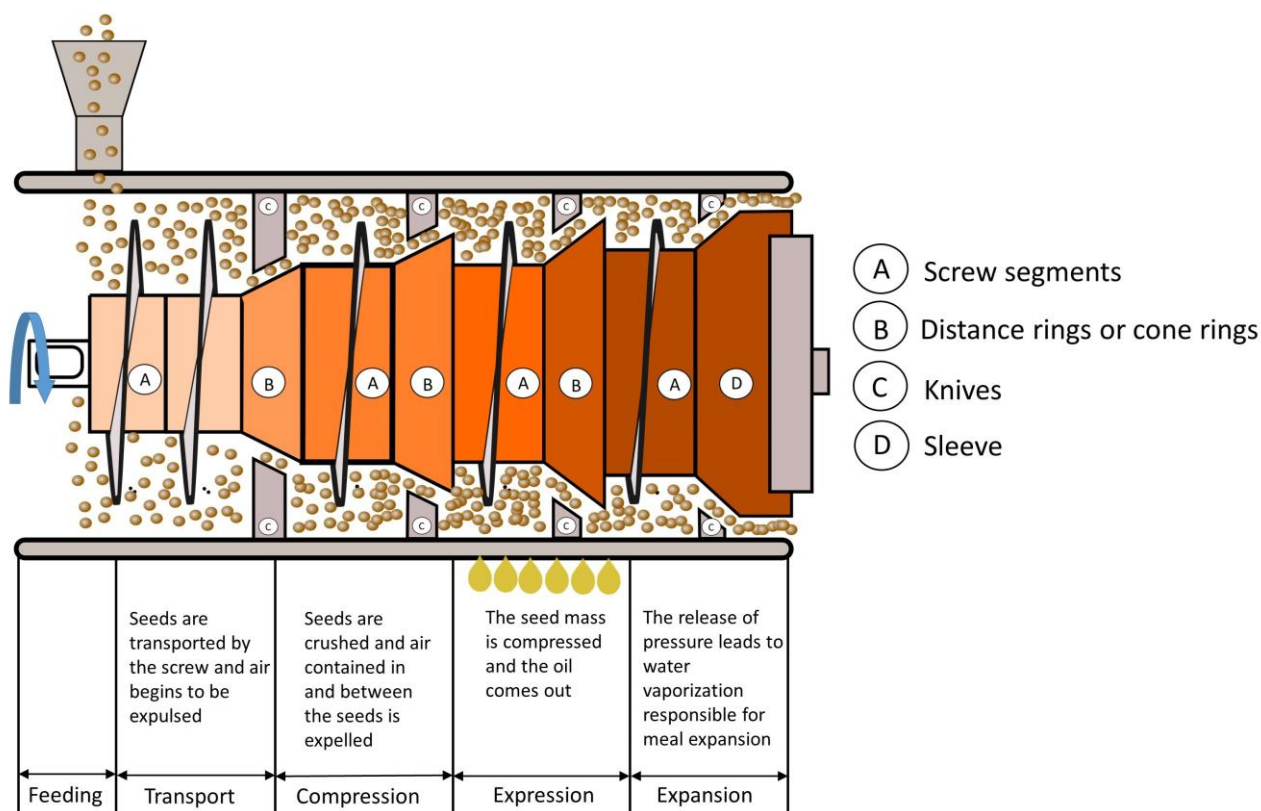 C
C
C
C
A
B
A
B
A
B
A
D
C
C
C
C
A Screw segments
B Distance rings or cone rings
C Knives
D Sleeve
Seeds are
transported by
the screw and air
begins to be
expulsed
Seeds are
crushed and air
contained in
and between
the seeds is
expelled
The seed mass
is compressed
and the oil
comes out
The release of
pressure leads to
water
vaporization
responsible for
meal expansion
Feeding
Transport
Compression
Expression
Expansion